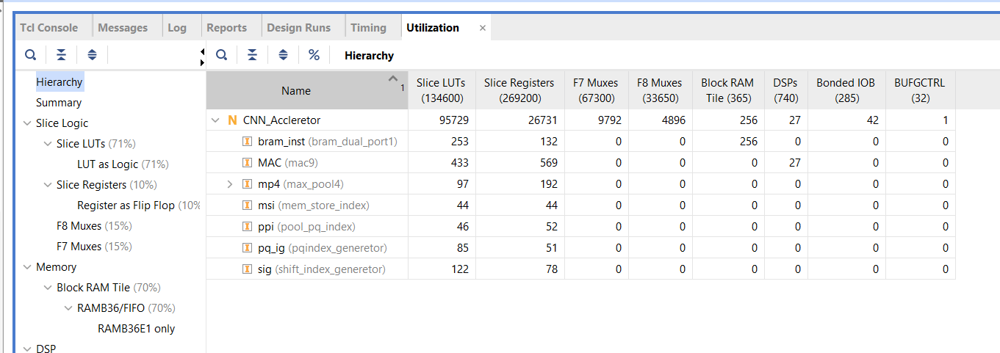 Tcl Console Messages Log Reports Design Runs Timing Utilization ×
Hierarchy
Hierarchy
Summary
Slice Logic
Slice LUTs (71%)
LUT as Logic (71%)
Slice Registers (10%)
Register as Flip Flop (10%
F8 Muxes (15%)
F7 Muxes (15%)
Memory
Block RAM Tile (70%)
RAMB36/FIFO (70%)
RAMB36E1 only
DSP
Name 1 Slice LUTs (134600) Slice Registers (269200) F7 Muxes (67300) F8 Muxes (33650) Block RAM Tile (365) DSPs (740) Bonded IOB (285) BUFGCTRL (32)
N CNN_Accleretor 95729 26731 9792 4896 256 27 42 1
I bram_inst (bram_dual_port1) 253 132 0 0 256 0 0 0
I MAC (mac9) 433 569 0 0 0 27 0 0
I mp4 (max_pool4) 97 192 0 0 0 0 0 0
I msi (mem_store_index) 44 44 0 0 0 0 0 0
I ppi (pool_pq_index) 46 52 0 0 0 0 0 0
I pq_ig (pqindex_generetor) 85 51 0 0 0 0 0 0
I sig (shift_index_generetor) 122 78 0 0 0 0 0 0